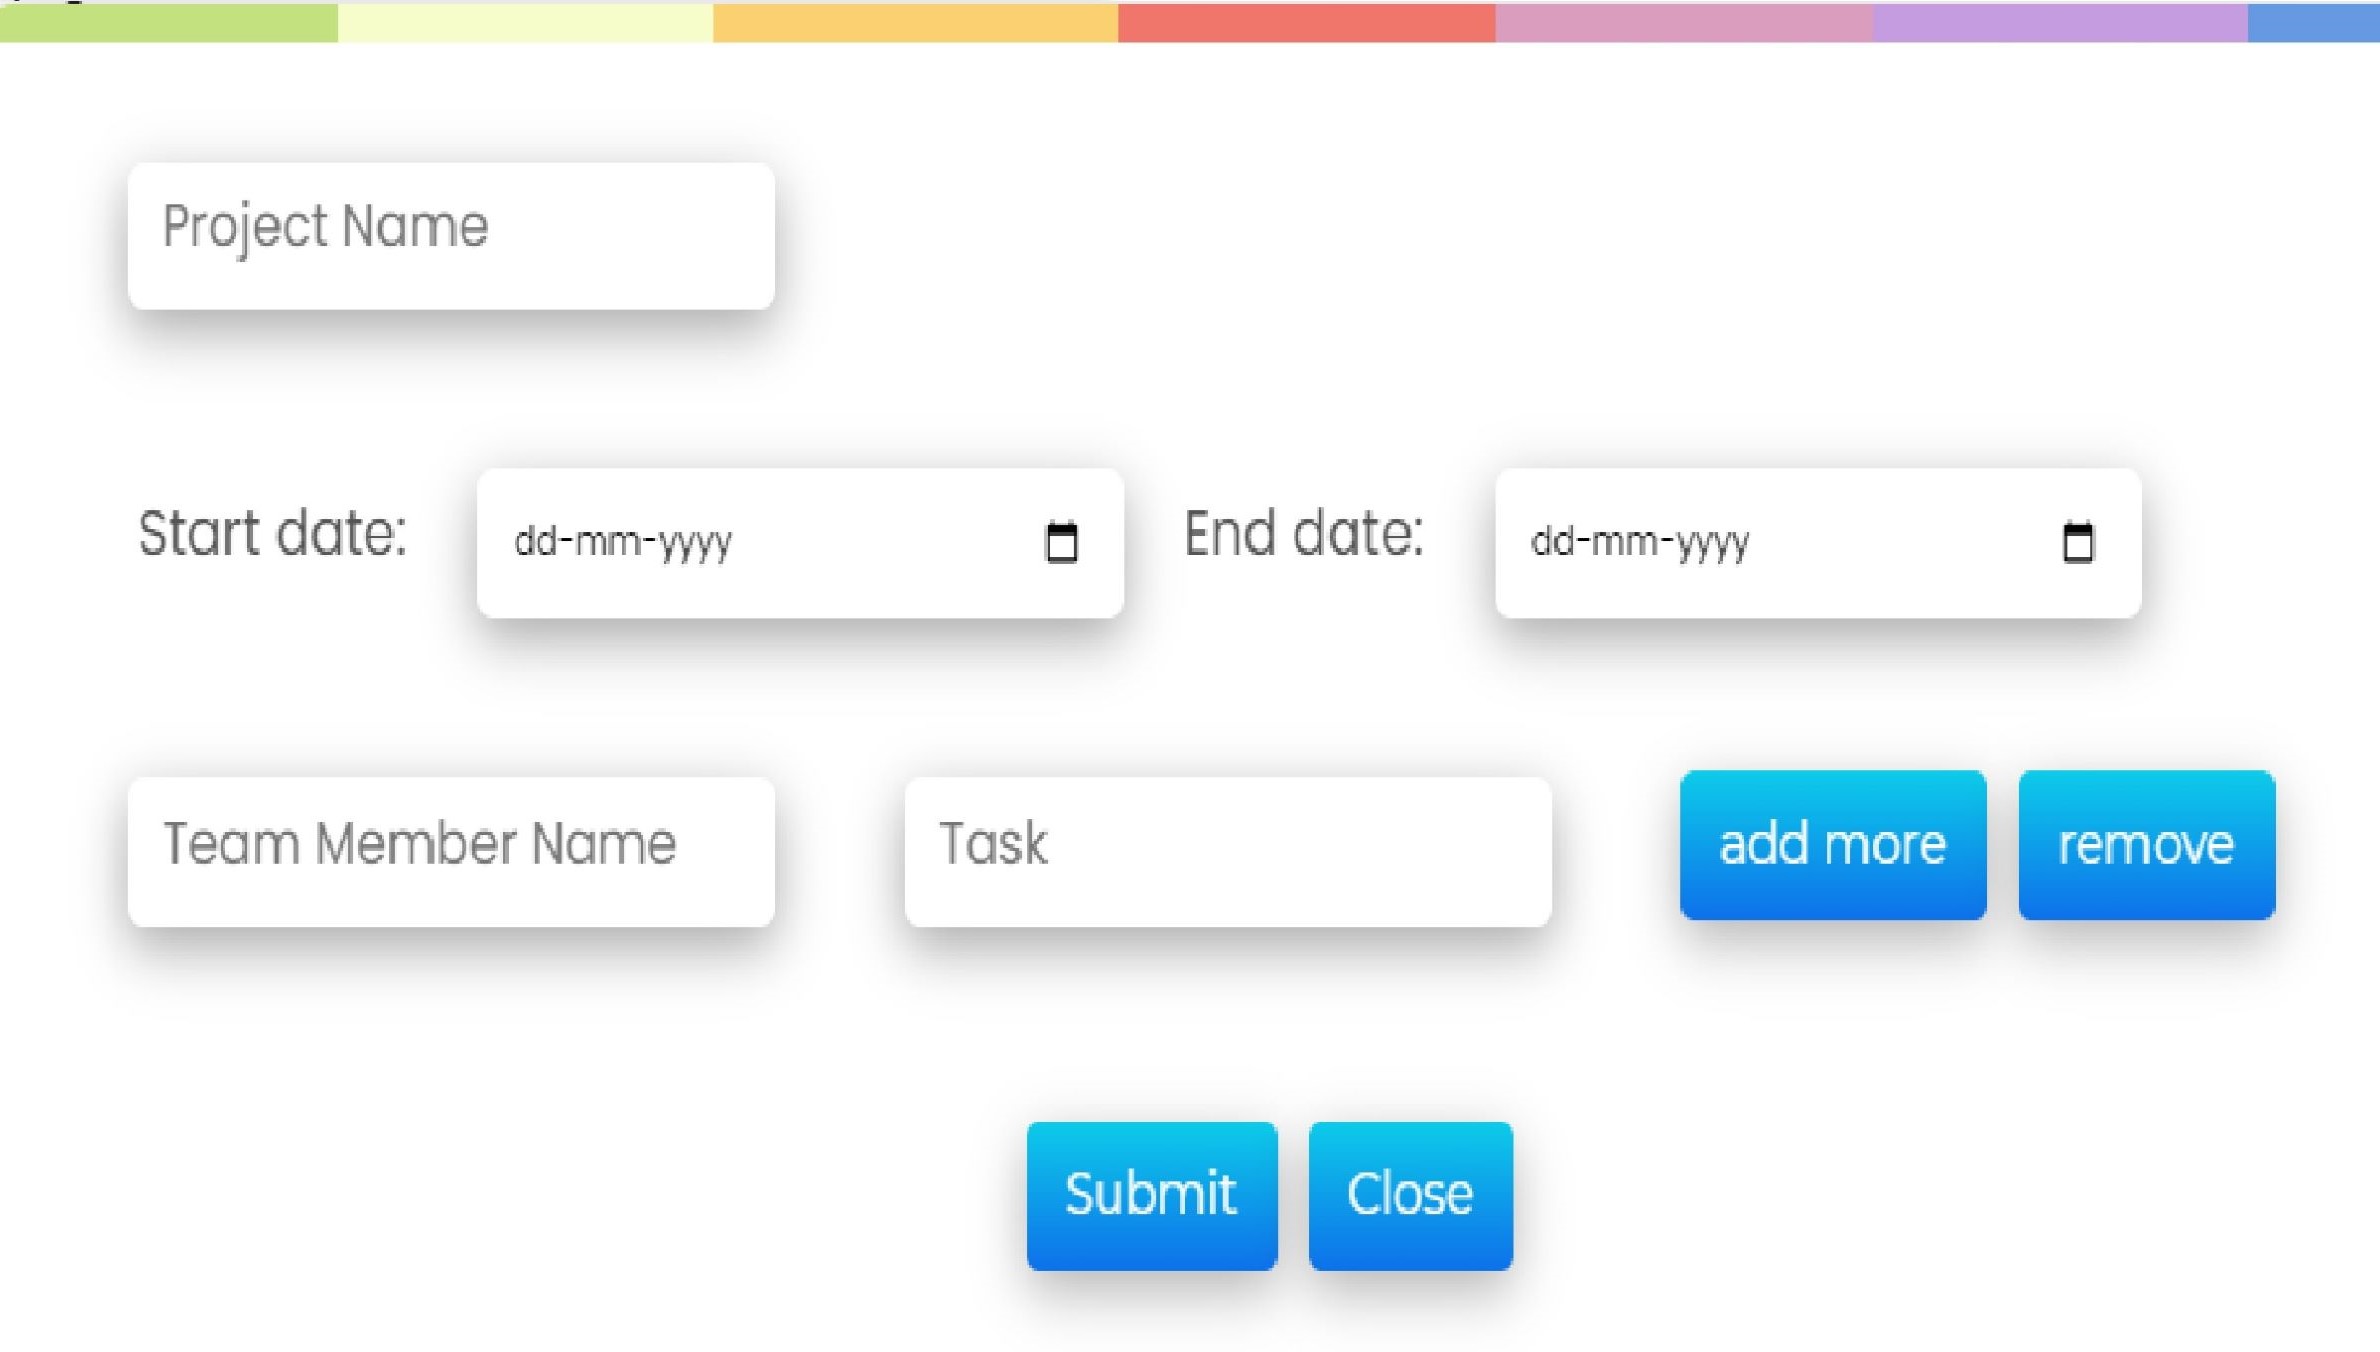 Project Name
Start date: dd-mm-yyyy End date: dd-mm-yyyy
Team Member Name Task add more remove
Submit Close